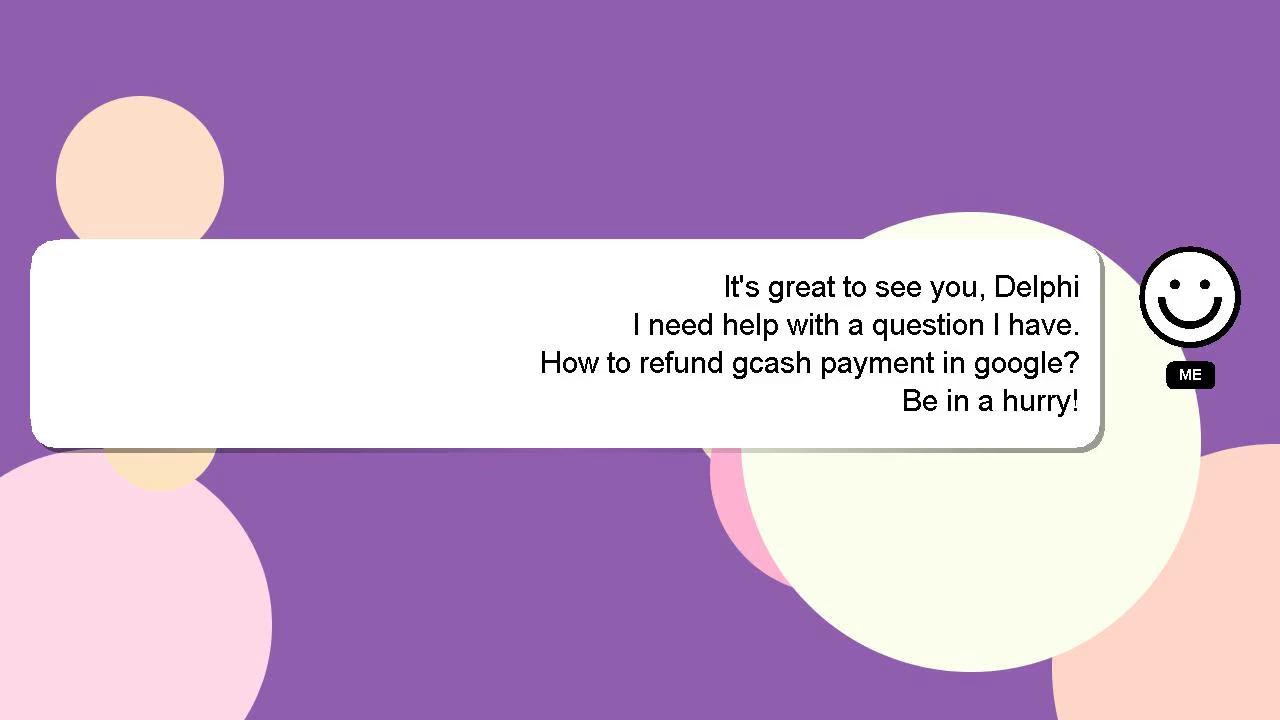 It's great to see you, Delphi
I need help with a question I have.
How to refund gcash payment in google?
Be in a hurry!
ME